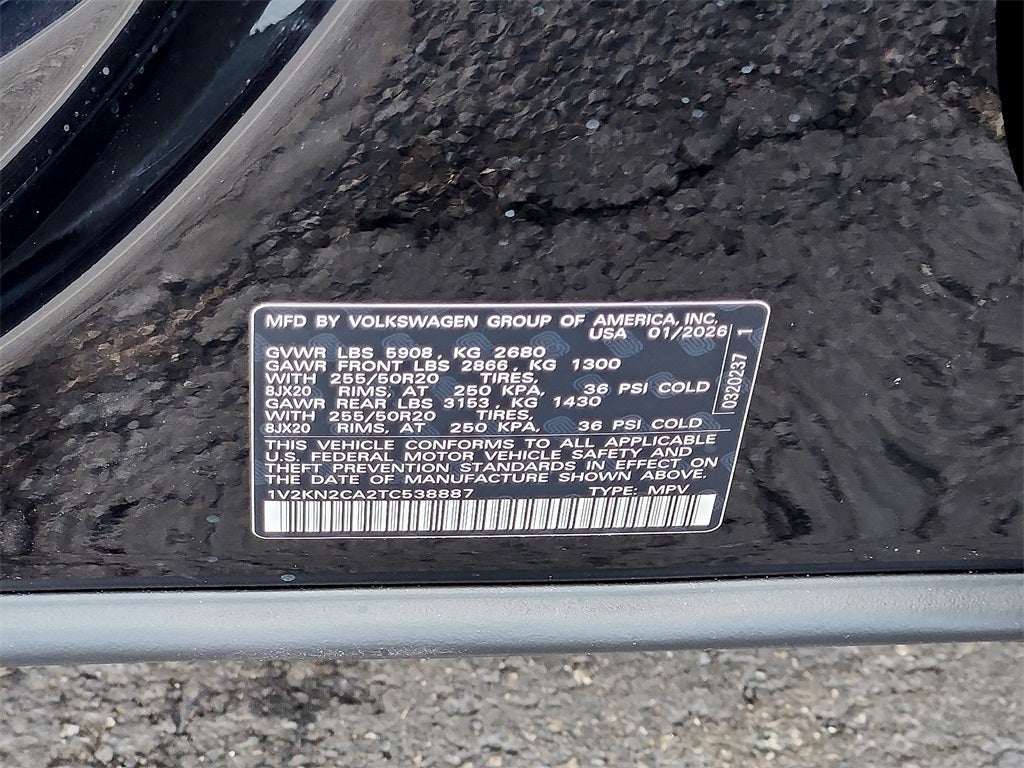 MFD BY VOLKSWAGEN GROUP OF AMERICA, INC.
USA 01/2026
GVWR LBS 5908, KG 2680
GAWR FRONT LBS 2866, KG 1300
WITH 255/50R20 TIRES,
8JX20 RIMS, AT 250 KPA, 36 PSI COLD
GAWR REAR LBS 3153, KG 1430
WITH 255/50R20 TIRES,
8JX20 RIMS, AT 250 KPA, 36 PSI COLD
THIS VEHICLE CONFORMS TO ALL APPLICABLE
U.S. FEDERAL MOTOR VEHICLE SAFETY AND
THEFT PREVENTION STANDARDS IN EFFECT ON
THE DATE OF MANUFACTURE SHOWN ABOVE.
1V2KN2CA2TC538887 TYPE: MPV
0320237 1